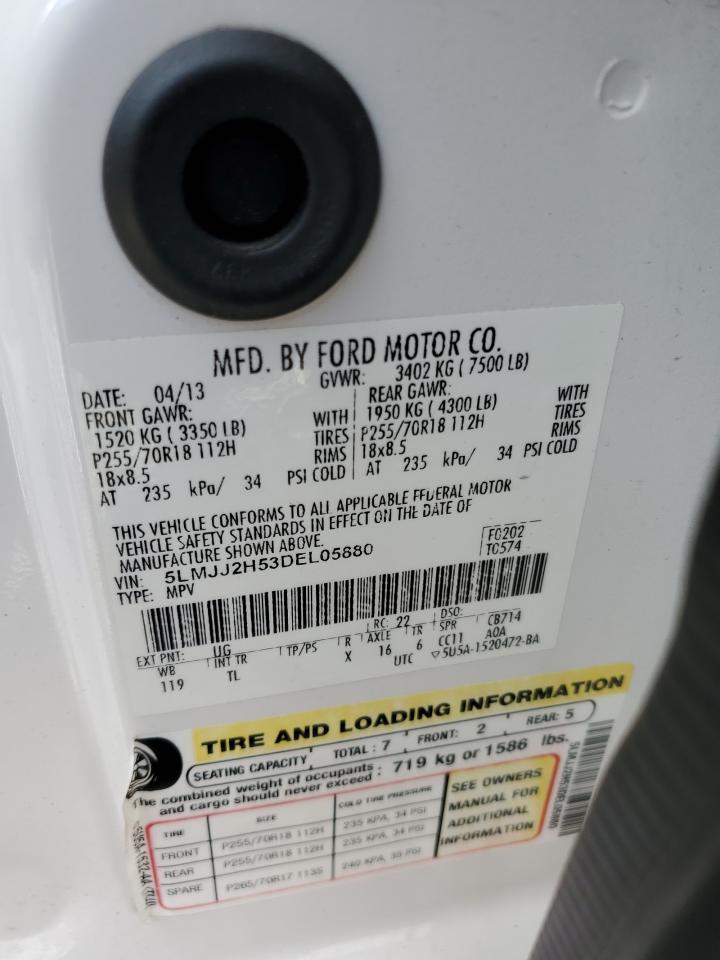 MFD. BY FORD MOTOR CO.
DATE: 04/13 GVWR: 3402 KG ( 7500 LB)
FRONT GAWR: REAR GAWR:
1520 KG ( 3350 LB) WITH 1950 KG ( 4300 LB) WITH
P255/70R18 112H TIRES P255/70R18 112H TIRES
18x8.5 RIMS 18x8.5 RIMS
AT 235 kPa/ 34 PSI COLD AT 235 kPa/ 34 PSI COLD
THIS VEHICLE CONFORMS TO ALL APPLICABLE FEDERAL MOTOR
VEHICLE SAFETY STANDARDS IN EFFECT ON THE DATE OF
MANUFACTURE SHOWN ABOVE.
VIN: 5LMJJ2H53DEL05880 F0202
TYPE: MPV T0574
EXT PNT: UG RC: 22 DSO: CB714
WB INT TR TP/PS R AXLE TR SPR A0A
119 TL X 16 6 CC11
UTC ▽5U5A-1520472-BA
TIRE AND LOADING INFORMATION
SEATING CAPACITY TOTAL : 7 FRONT: 2 REAR: 5
The combined weight of occupants and cargo should never exceed : 719 kg or 1586 lbs.
TIRE SIZE COLD TIRE PRESSURE
FRONT P255/70R18 112H 235 KPA, 34 PSI
REAR P255/70R18 112H 235 KPA, 34 PSI
SPARE P265/70R17 113S 240 KPA, 35 PSI
SEE OWNERS
MANUAL FOR
ADDITIONAL
INFORMATION
5LMJJ2H53DEL05880